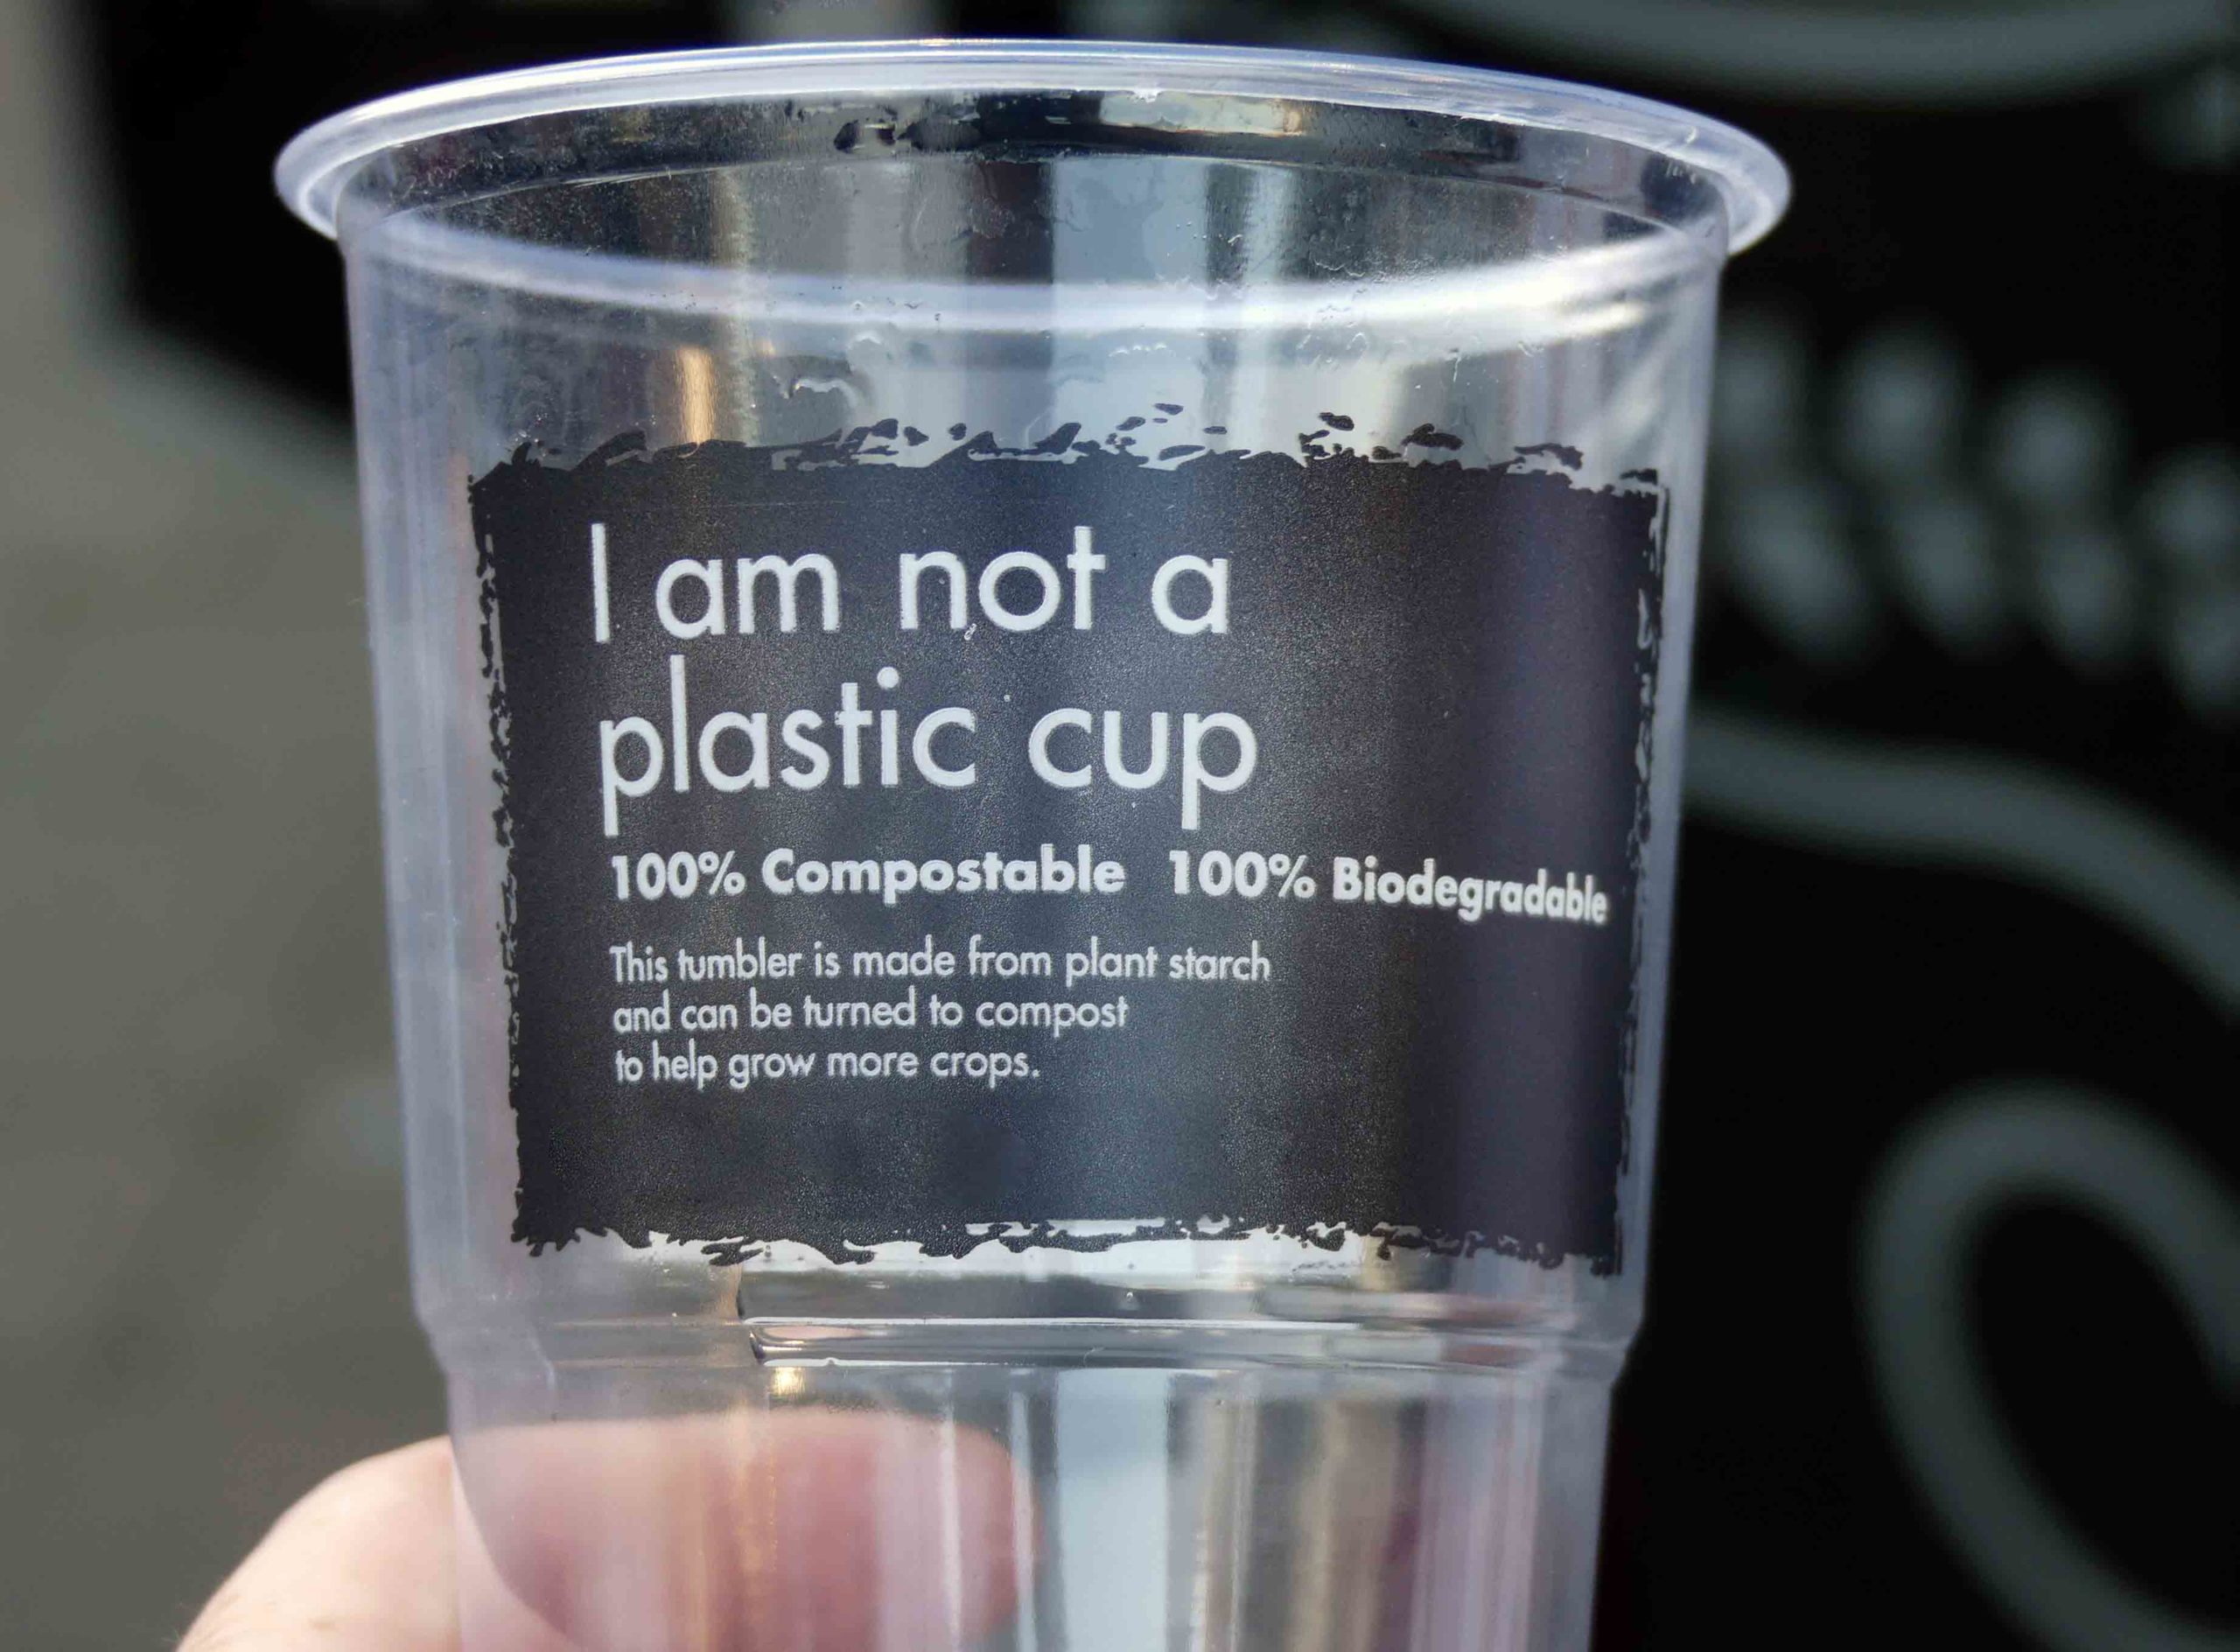 I am not a
plastic cup
100% Compostable 100% Biodegradable
This tumbler is made from plant starch
and can be turned to compost
to help grow more crops.